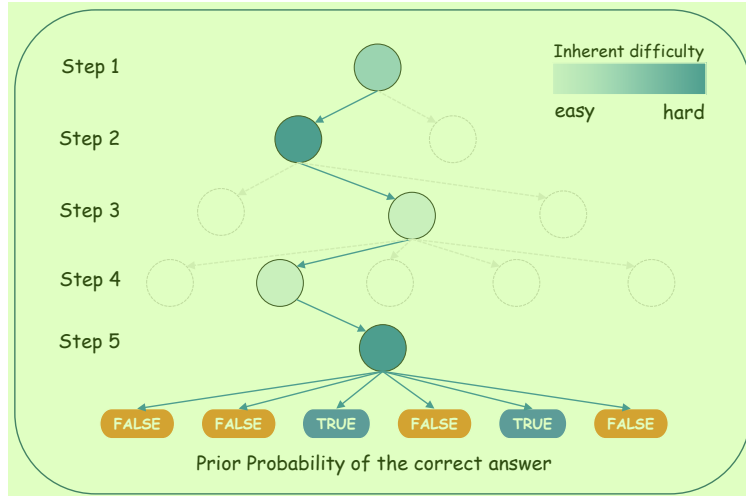 Step 1
Inherent difficulty
easy hard
Step 2
Step 3
Step 4
Step 5
FALSE FALSE TRUE FALSE TRUE FALSE
Prior Probability of the correct answer